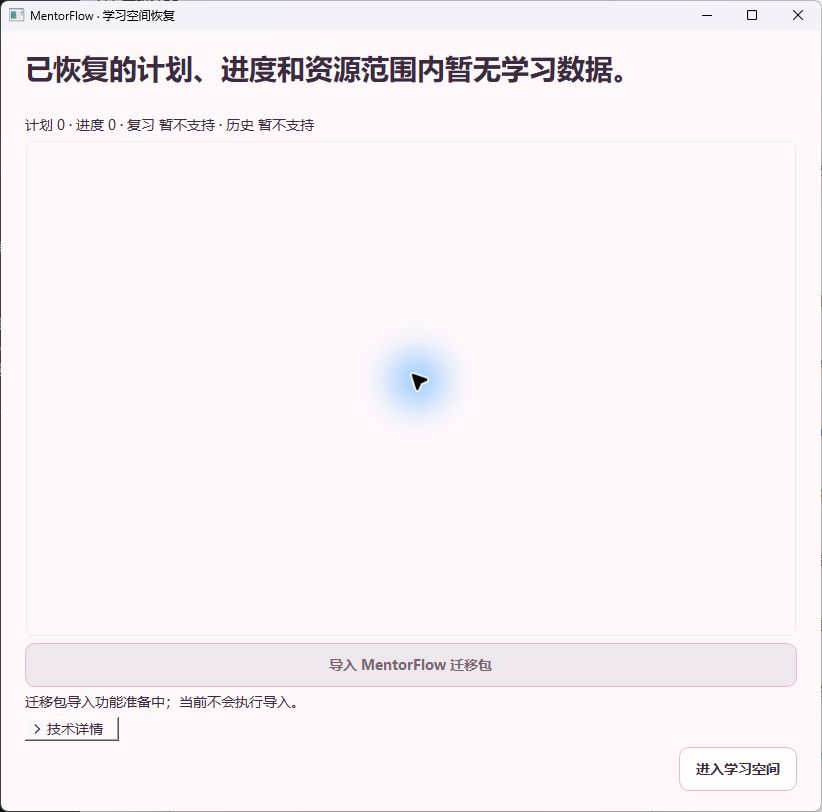 MentorFlow · 学习空间恢复
已恢复的计划、进度和资源范围内暂无学习数据。
计划 0 · 进度 0 · 复习 暂不支持 · 历史 暂不支持
导入 MentorFlow 迁移包
迁移包导入功能准备中；当前不会执行导入。
> 技术详情
进入学习空间